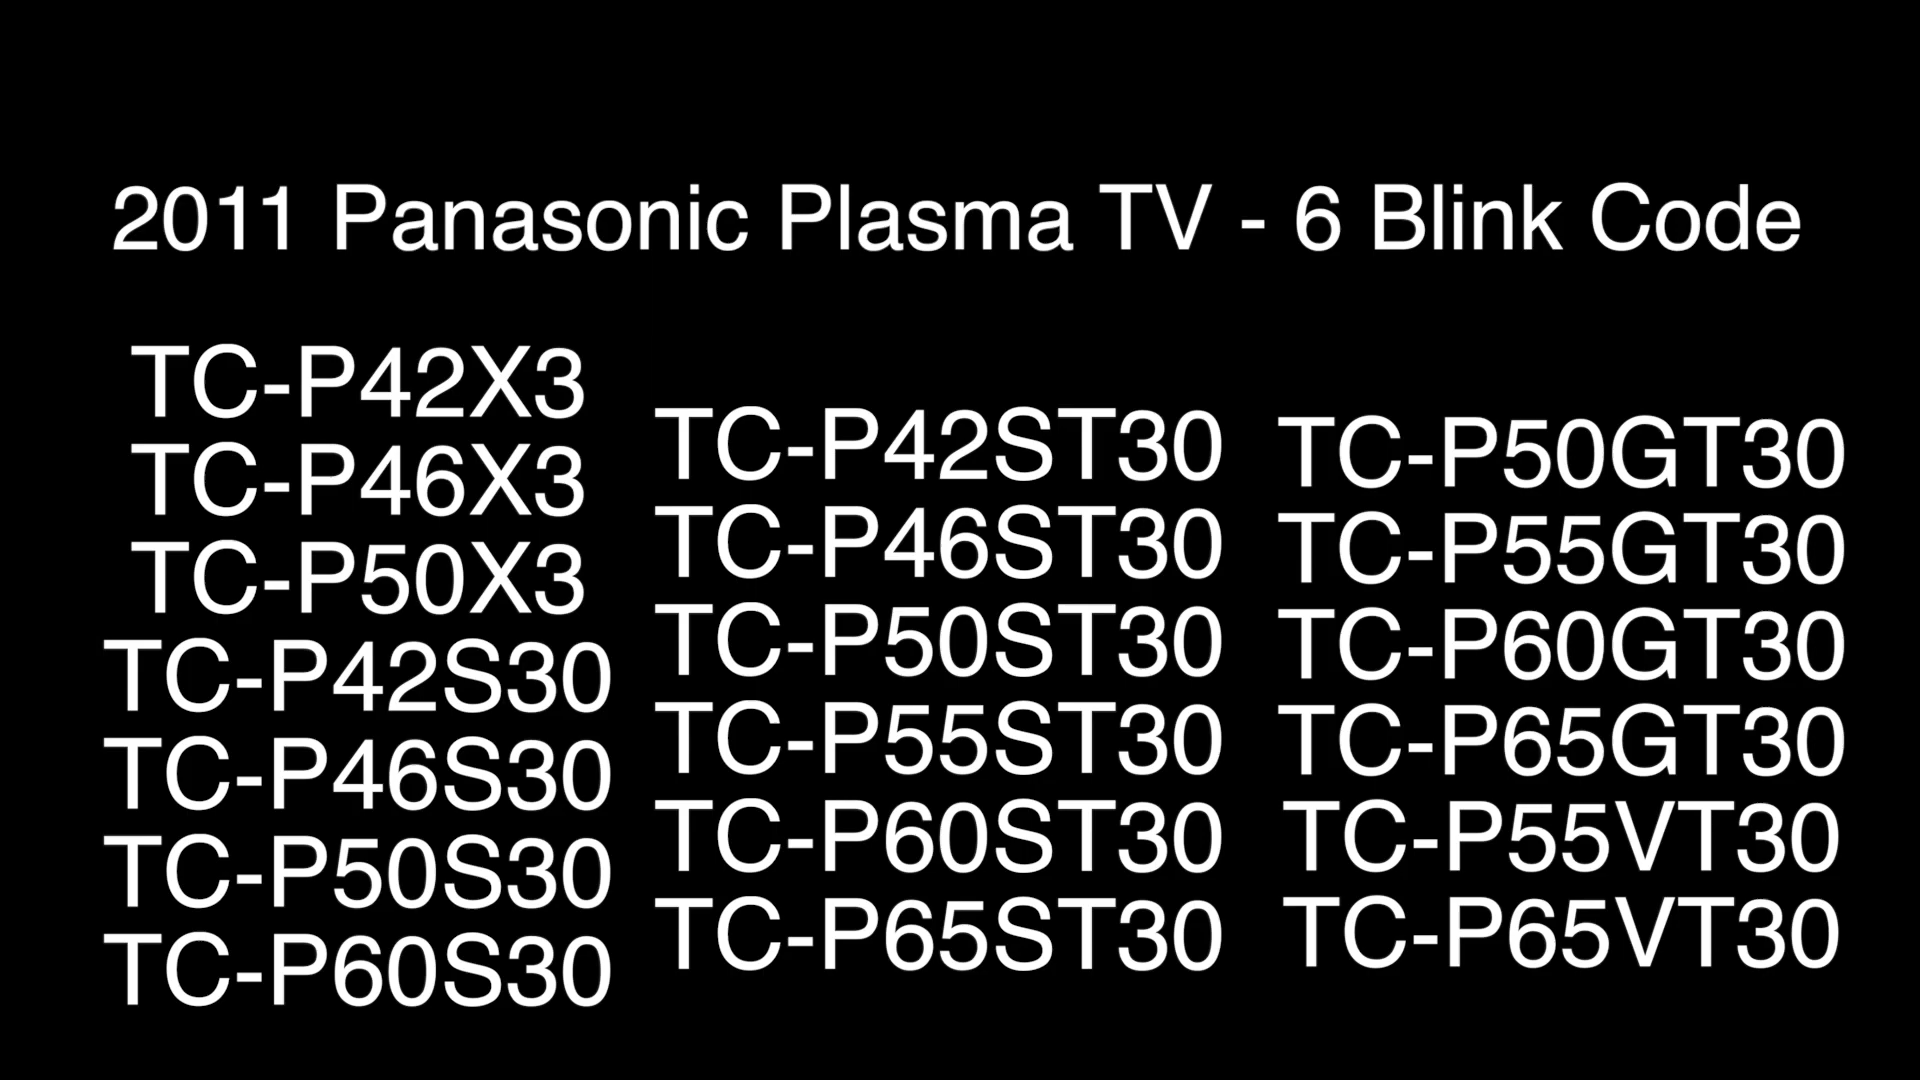 2011 Panasonic Plasma TV - 6 Blink Code
TC-P42X3
TC-P46X3
TC-P50X3
TC-P42S30
TC-P46S30
TC-P50S30
TC-P60S30
TC-P42ST30
TC-P46ST30
TC-P50ST30
TC-P55ST30
TC-P60ST30
TC-P65ST30
TC-P50GT30
TC-P55GT30
TC-P60GT30
TC-P65GT30
TC-P55VT30
TC-P65VT30